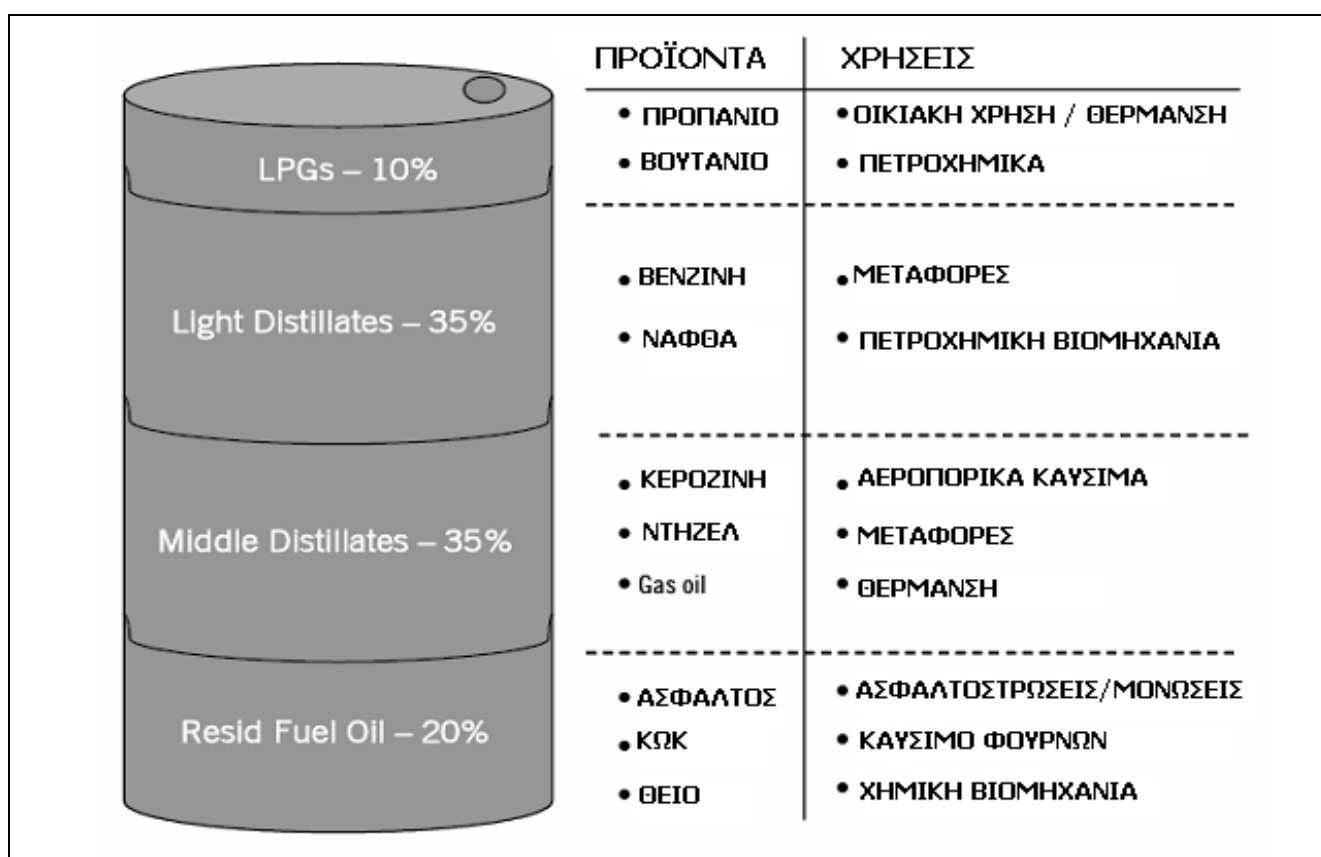 ΠΡΟΪΟΝΤΑ ΧΡΗΣΕΙΣ
• ΠΡΟΠΑΝΙΟ • ΟΙΚΙΑΚΗ ΧΡΗΣΗ / ΘΕΡΜΑΝΣΗ
LPGs – 10% • ΒΟΥΤΑΝΙΟ • ΠΕΤΡΟΧΗΜΙΚΑ
• ΒΕΝΖΙΝΗ • ΜΕΤΑΦΟΡΕΣ
Light Distillates – 35% • ΝΑΦΘΑ • ΠΕΤΡΟΧΗΜΙΚΗ ΒΙΟΜΗΧΑΝΙΑ
• ΚΕΡΟΖΙΝΗ • ΑΕΡΟΠΟΡΙΚΑ ΚΑΥΣΙΜΑ
Middle Distillates – 35% • ΝΤΗΖΕΛ • ΜΕΤΑΦΟΡΕΣ
• Gas oil • ΘΕΡΜΑΝΣΗ
• ΑΣΦΑΛΤΟΣ • ΑΣΦΑΛΤΟΣΤΡΩΣΕΙΣ/ΜΟΝΩΣΕΙΣ
Resid Fuel Oil – 20% • ΚΩΚ • ΚΑΥΣΙΜΟ ΦΟΥΡΝΩΝ
• ΘΕΙΟ • ΧΗΜΙΚΗ ΒΙΟΜΗΧΑΝΙΑ